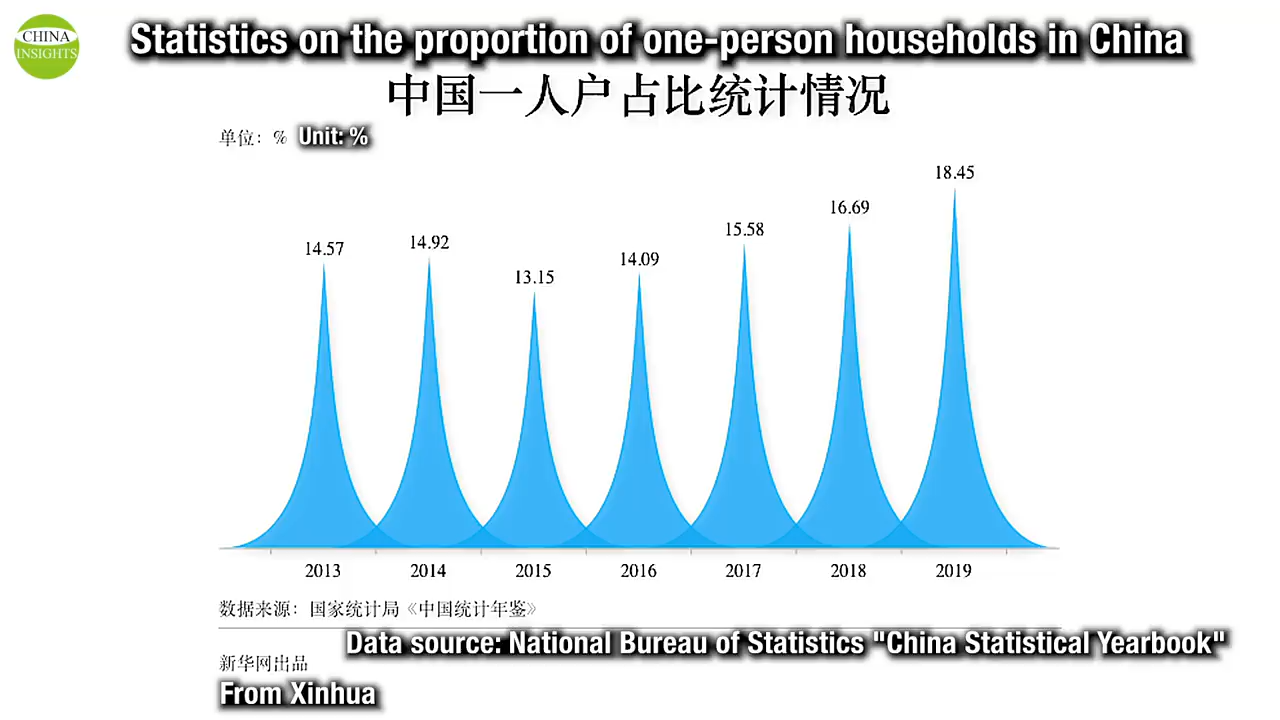 CHINA
INSIGHTS
Statistics on the proportion of one-person households in China
中国一人户占比统计情况
单位：% Unit: %
18.45
16.69
15.58
14.92
14.57
14.09
13.15
2013 2014 2015 2016 2017 2018 2019
数据来源：国家统计局《中国统计年鉴》
Data source: National Bureau of Statistics "China Statistical Yearbook"
新华网出品
From Xinhua